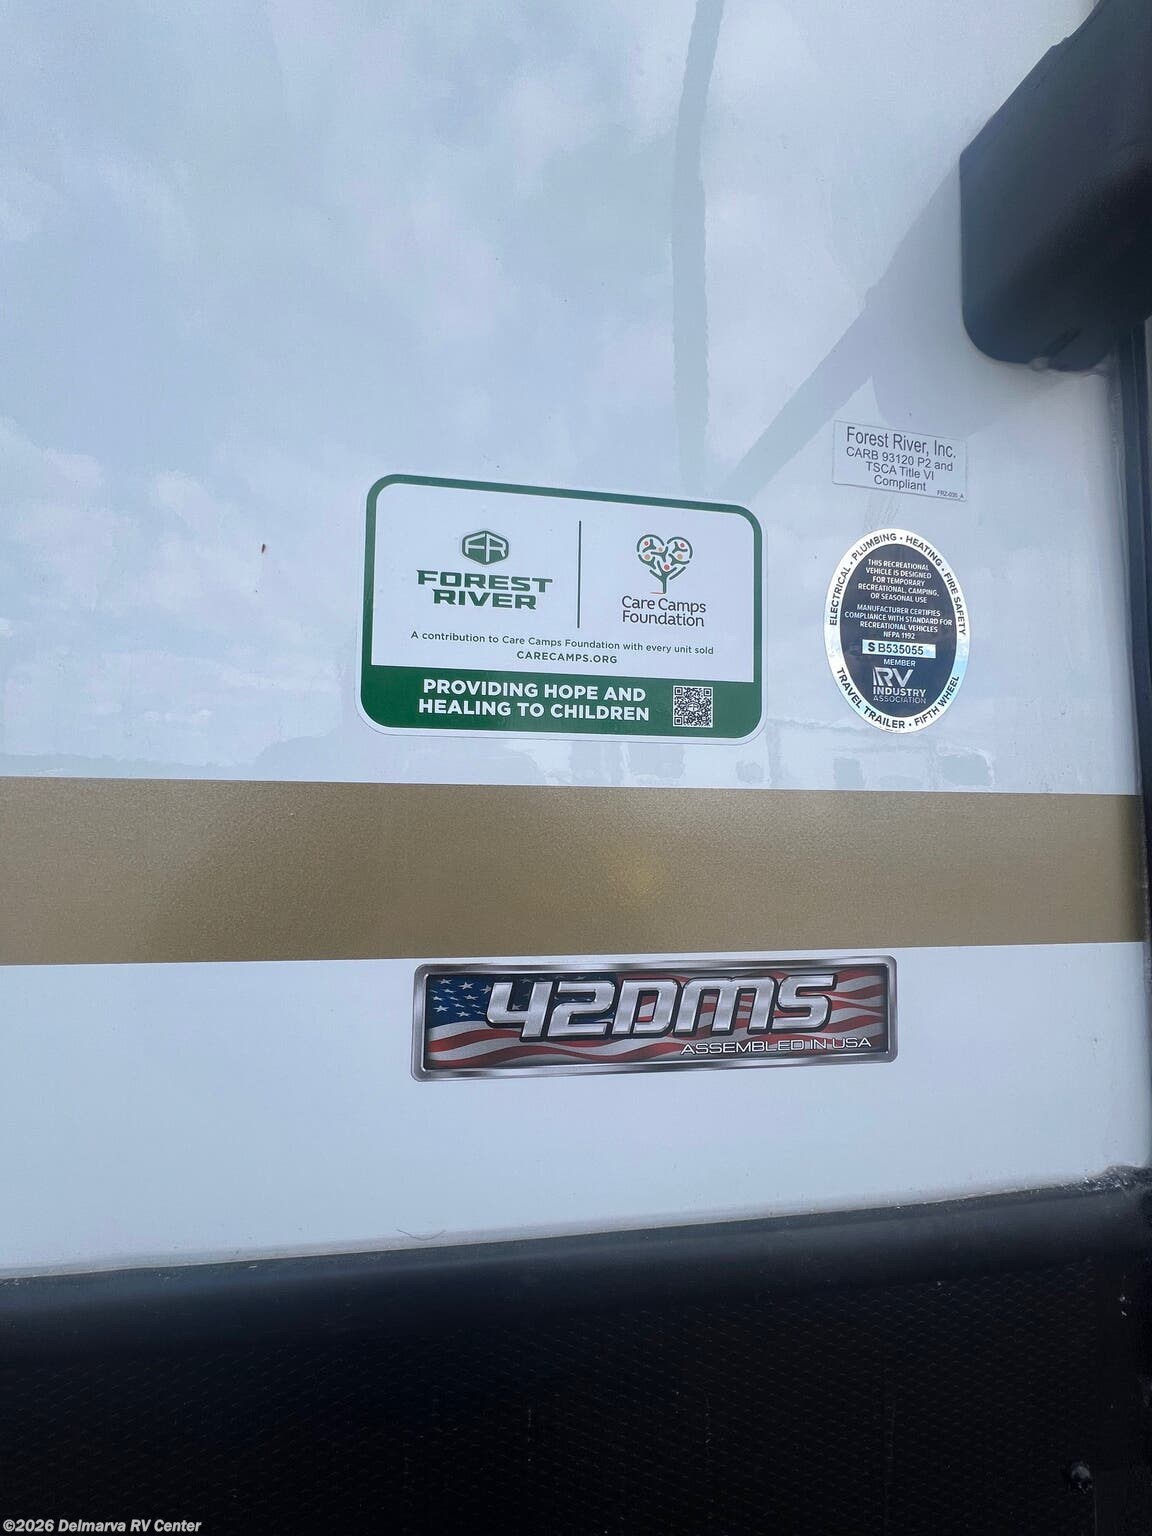 Forest River, Inc.
CARB 93120 P2 and
TSCA Title VI
Compliant
FRZ-035 A
FR
FOREST
RIVER
Care Camps
Foundation
A contribution to Care Camps Foundation with every unit sold
CARECAMPS.ORG
PROVIDING HOPE AND
HEALING TO CHILDREN
ELECTRICAL • PLUMBING • HEATING • FIRE SAFETY
THIS RECREATIONAL
VEHICLE IS DESIGNED
FOR TEMPORARY
RECREATIONAL, CAMPING,
OR SEASONAL USE
MANUFACTURER CERTIFIES
COMPLIANCE WITH STANDARD FOR
RECREATIONAL VEHICLES
NFPA 1192
S B535055
MEMBER
RV
INDUSTRY
ASSOCIATION
TRAVEL TRAILER • FIFTH WHEEL
42DMS
ASSEMBLED IN USA
©2026 Delmarva RV Center